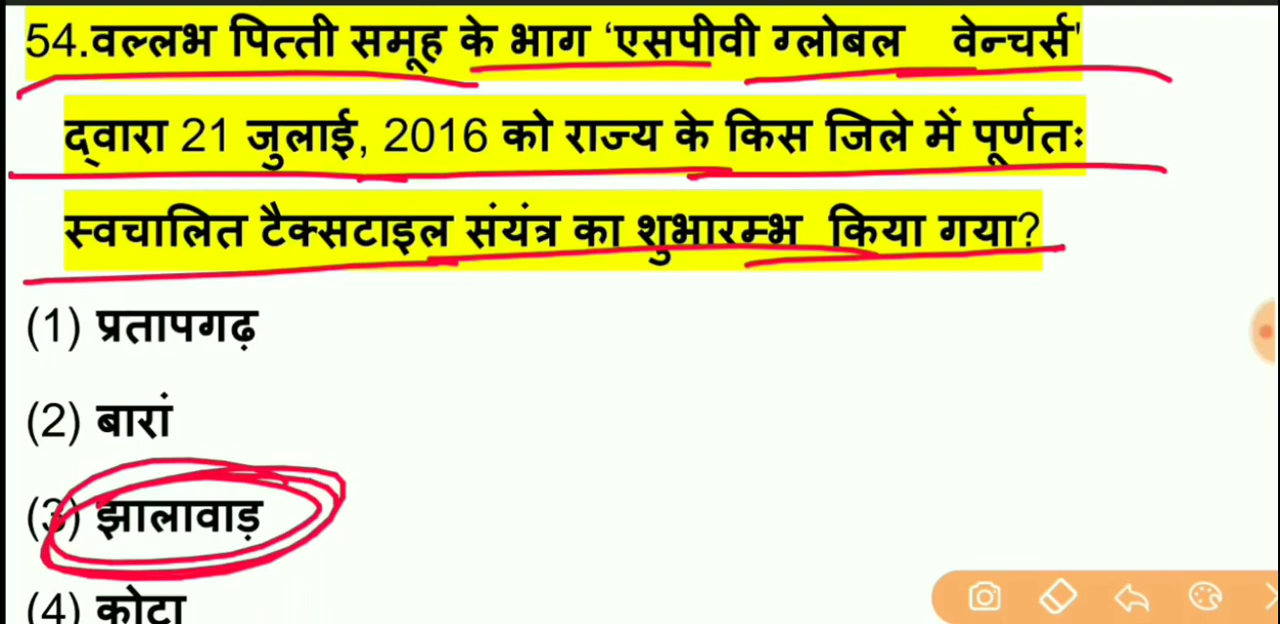 54.वल्लभ पित्ती समूह के भाग ‘एसपीवी ग्लोबल वेन्चर्स'
द्वारा 21 जुलाई, 2016 को राज्य के किस जिले में पूर्णतः
स्वचालित टैक्सटाइल संयंत्र का शुभारम्भ किया गया?
(1) प्रतापगढ़
(2) बारां
(3) झालावाड़
(4) कोटा